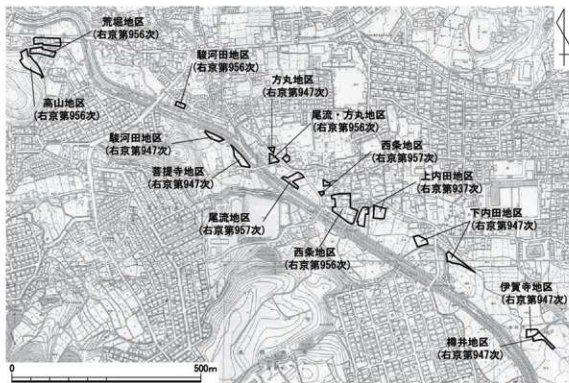 荒堀地区
(右京第956次)
高山地区
(右京第956次)
駿河田地区
(右京第956次)
方丸地区
(右京第947次)
尾流・方丸地区
(右京第956次)
駿河田地区
(右京第947次)
菩提寺地区
(右京第947次)
西条地区
(右京第957次)
上内田地区
(右京第937次)
尾流地区
(右京第957次)
西条地区
(右京第956次)
下内田地区
(右京第947次)
伊賀寺地区
(右京第947次)
樽井地区
(右京第947次)
0
500m